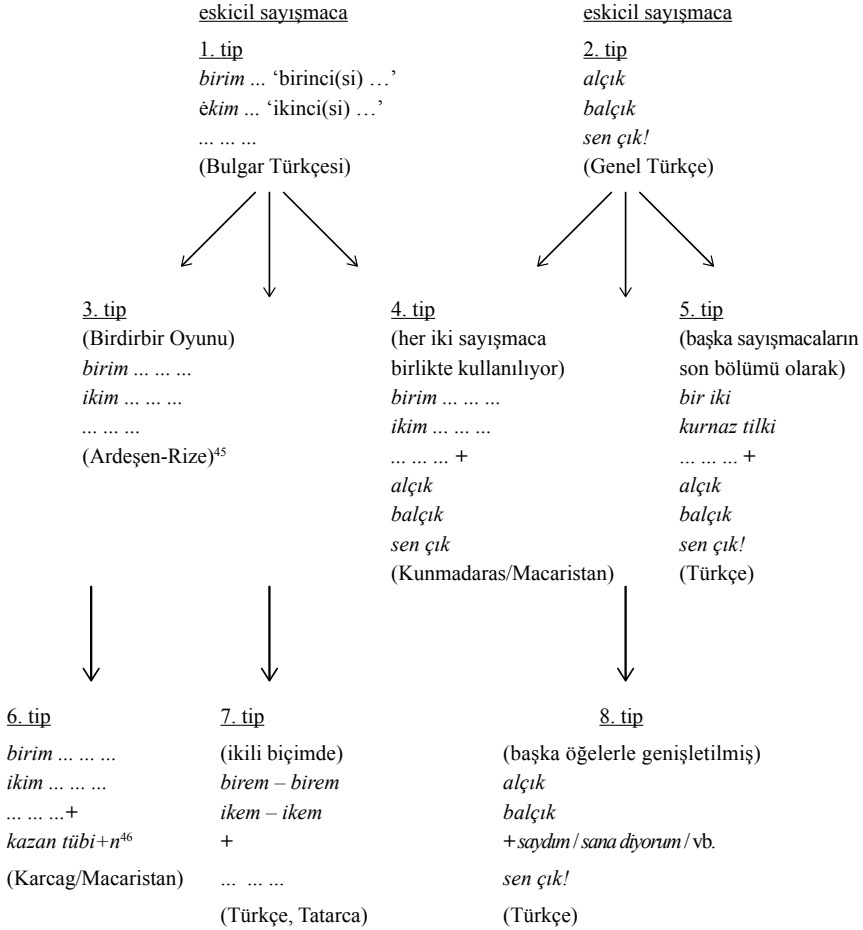 eskicil sayışmaca
1. tip
birim ... ‘birinci(si) …’
ėkim ... ‘ikinci(si) …’
... ... ...
(Bulgar Türkçesi)
eskicil sayışmaca
2. tip
alçık
balçık
sen çık!
(Genel Türkçe)
3. tip
(Birdirbir Oyunu)
birim ... ... ...
ikim ... ... ...
... ... ...
(Ardeşen-Rize)45
4. tip
(her iki sayışmaca
birlikte kullanılıyor)
birim ... ... ...
ikim ... ... ...
... ... ... +
alçık
balçık
sen çık
(Kunmadaras/Macaristan)
5. tip
(başka sayışmacaların
son bölümü olarak)
bir iki
kurnaz tilki
... ... ... +
alçık
balçık
sen çık!
(Türkçe)
6. tip
birim ... ... ...
ikim ... ... ...
... ... ...+
kazan tübi+n46
(Karcag/Macaristan)
7. tip
(ikili biçimde)
birem – birem
ikem – ikem
+
... ... ...
(Türkçe, Tatarca)
8. tip
(başka öğelerle genişletilmiş)
alçık
balçık
+saydım / sana diyorum / vb.
sen çık!
(Türkçe)